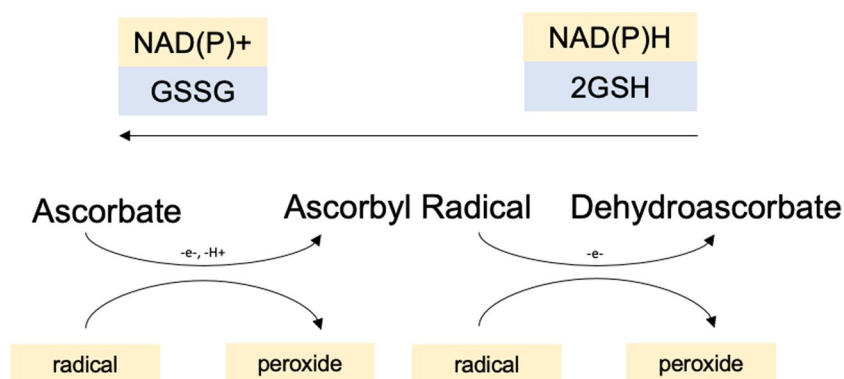 NAD(P)+ NAD(P)H
GSSG 2GSH
Ascorbate Ascorbyl Radical Dehydroascorbate
-e-, -H+ -e-
radical peroxide radical peroxide